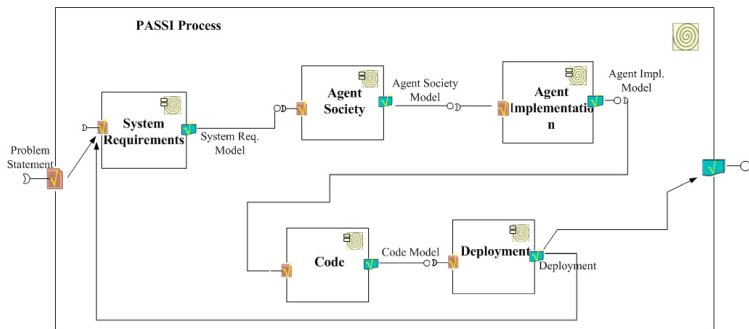 PASSI Process
Agent Impl.
Model
Agent Society
Model
Agent
Society
Agent
Implementatio
n
System
Requirements
System Req.
Model
Problem
Statement
Code
Code Model
Deployment
Deployment